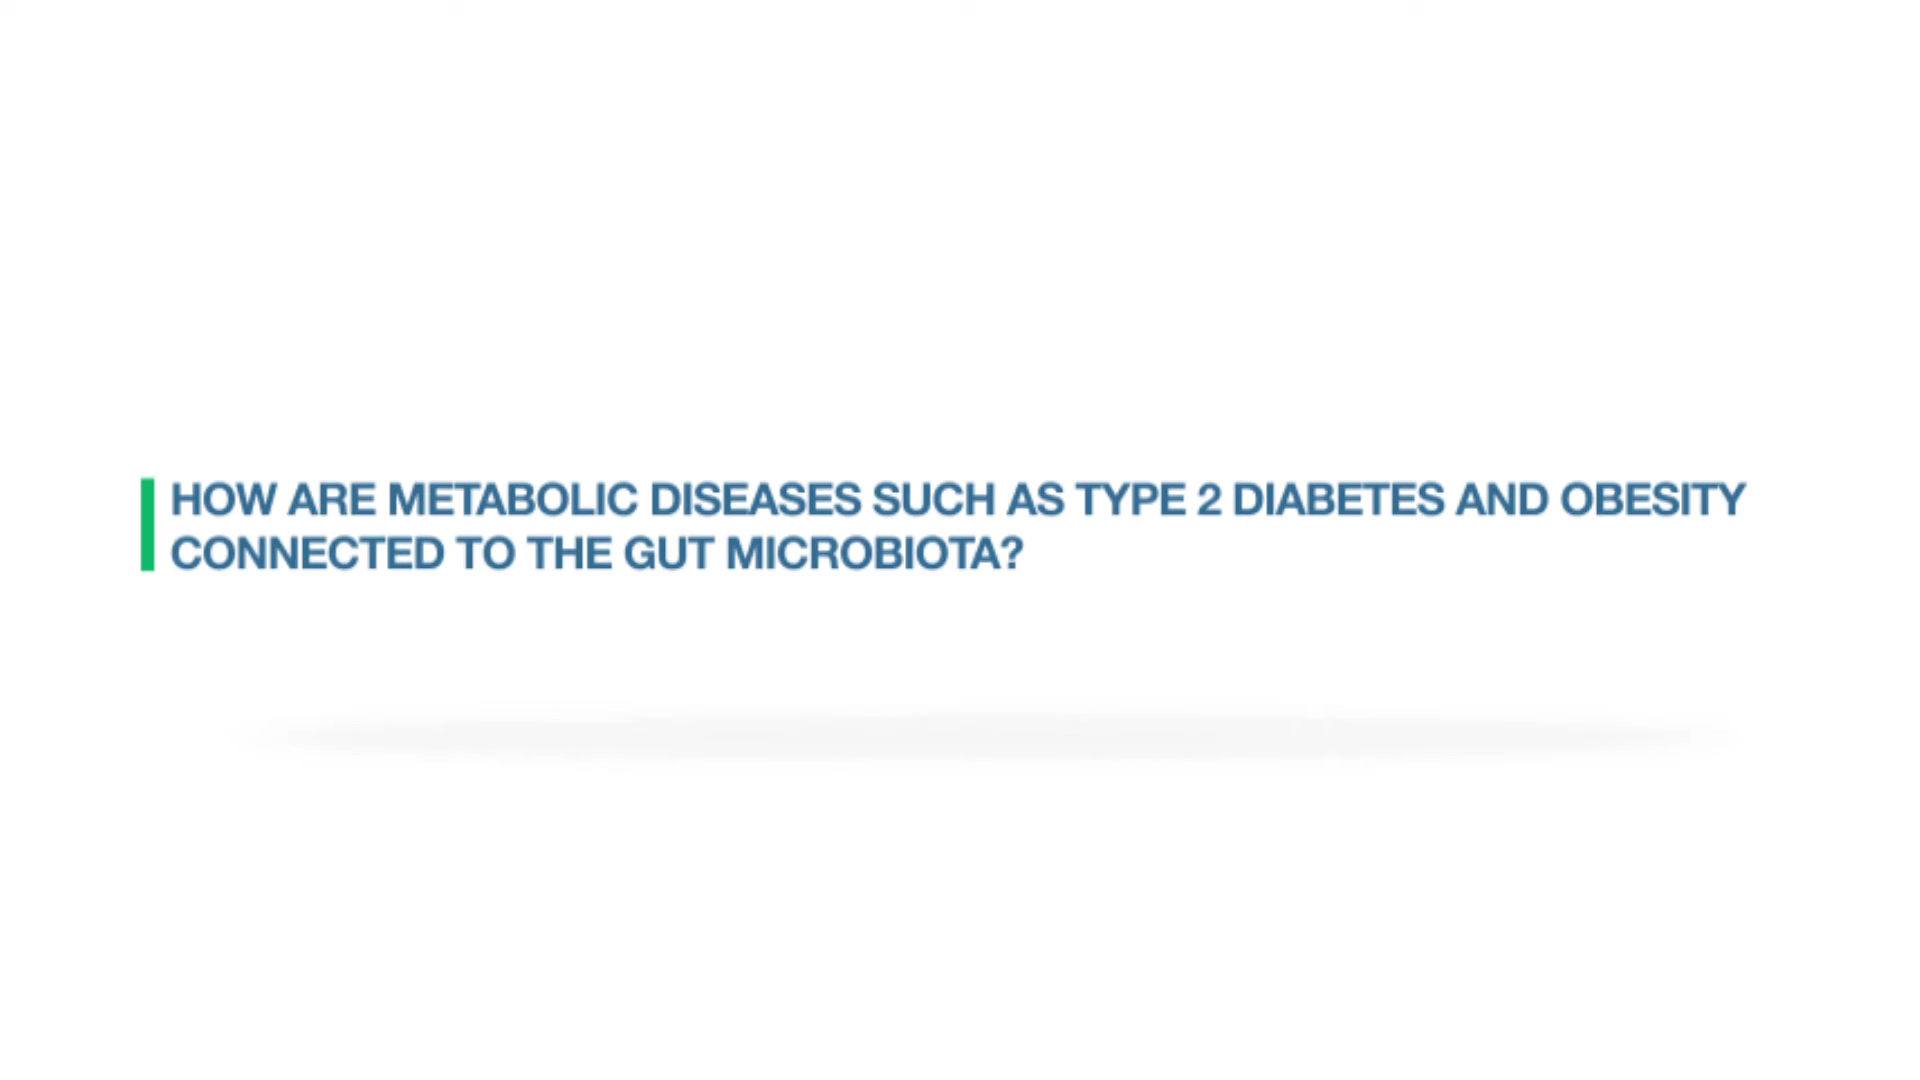 HOW ARE METABOLIC DISEASES SUCH AS TYPE 2 DIABETES AND OBESITY
CONNECTED TO THE GUT MICROBIOTA?